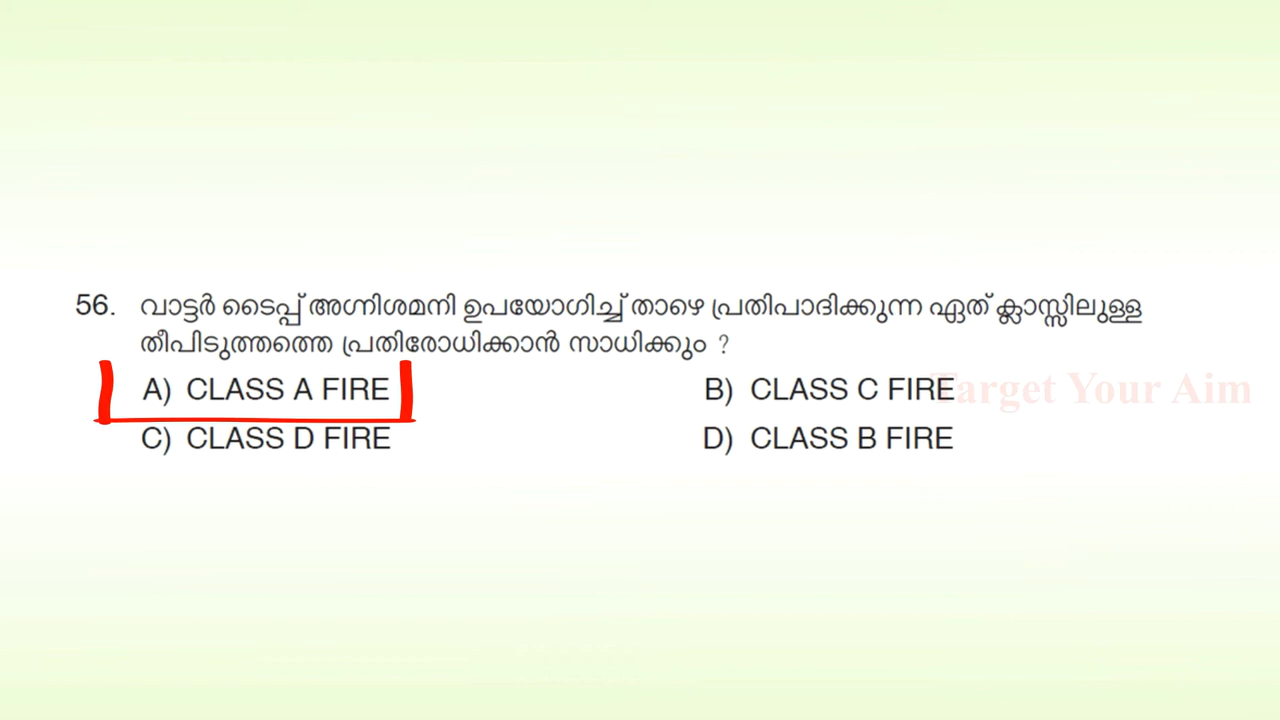 56. വാട്ടർ ടൈപ്പ് അഗ്നിശമനി ഉപയോഗിച്ച് താഴെ പ്രതിപാദിക്കുന്ന ഏത് ക്ലാസ്സിലുള്ള
തീപിടുത്തത്തെ പ്രതിരോധിക്കാൻ സാധിക്കും ?
A) CLASS A FIRE B) CLASS C FIRE
Target Your Aim
C) CLASS D FIRE D) CLASS B FIRE